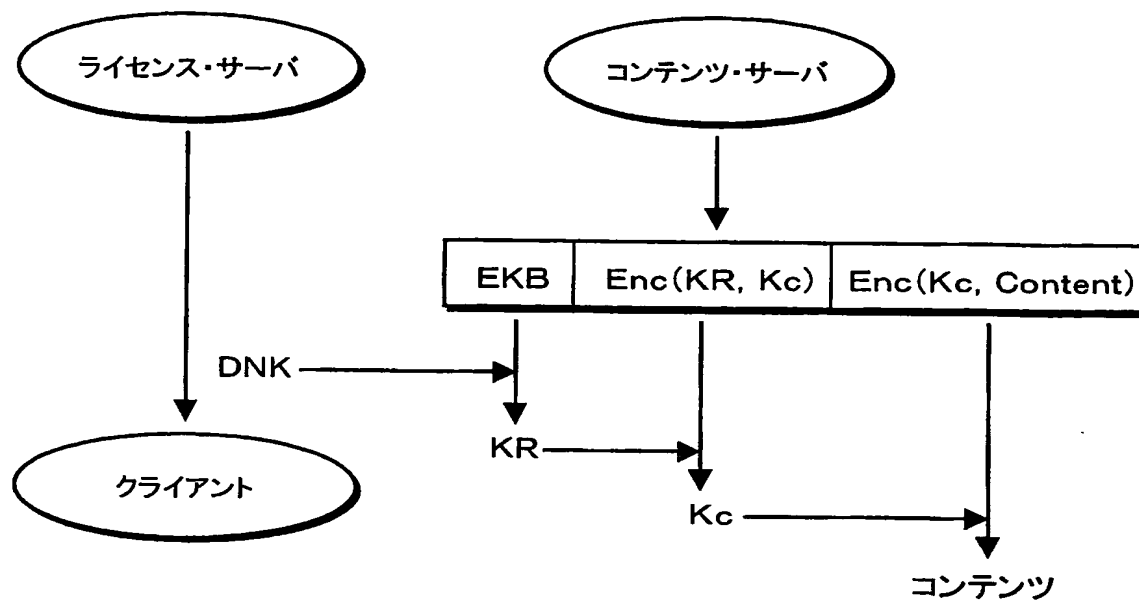 ライセンス・サーバ
コンテンツ・サーバ
EKB
Enc(KR, Kc)
Enc(Kc, Content)
DNK
KR
クライアント
Kc
コンテンツ